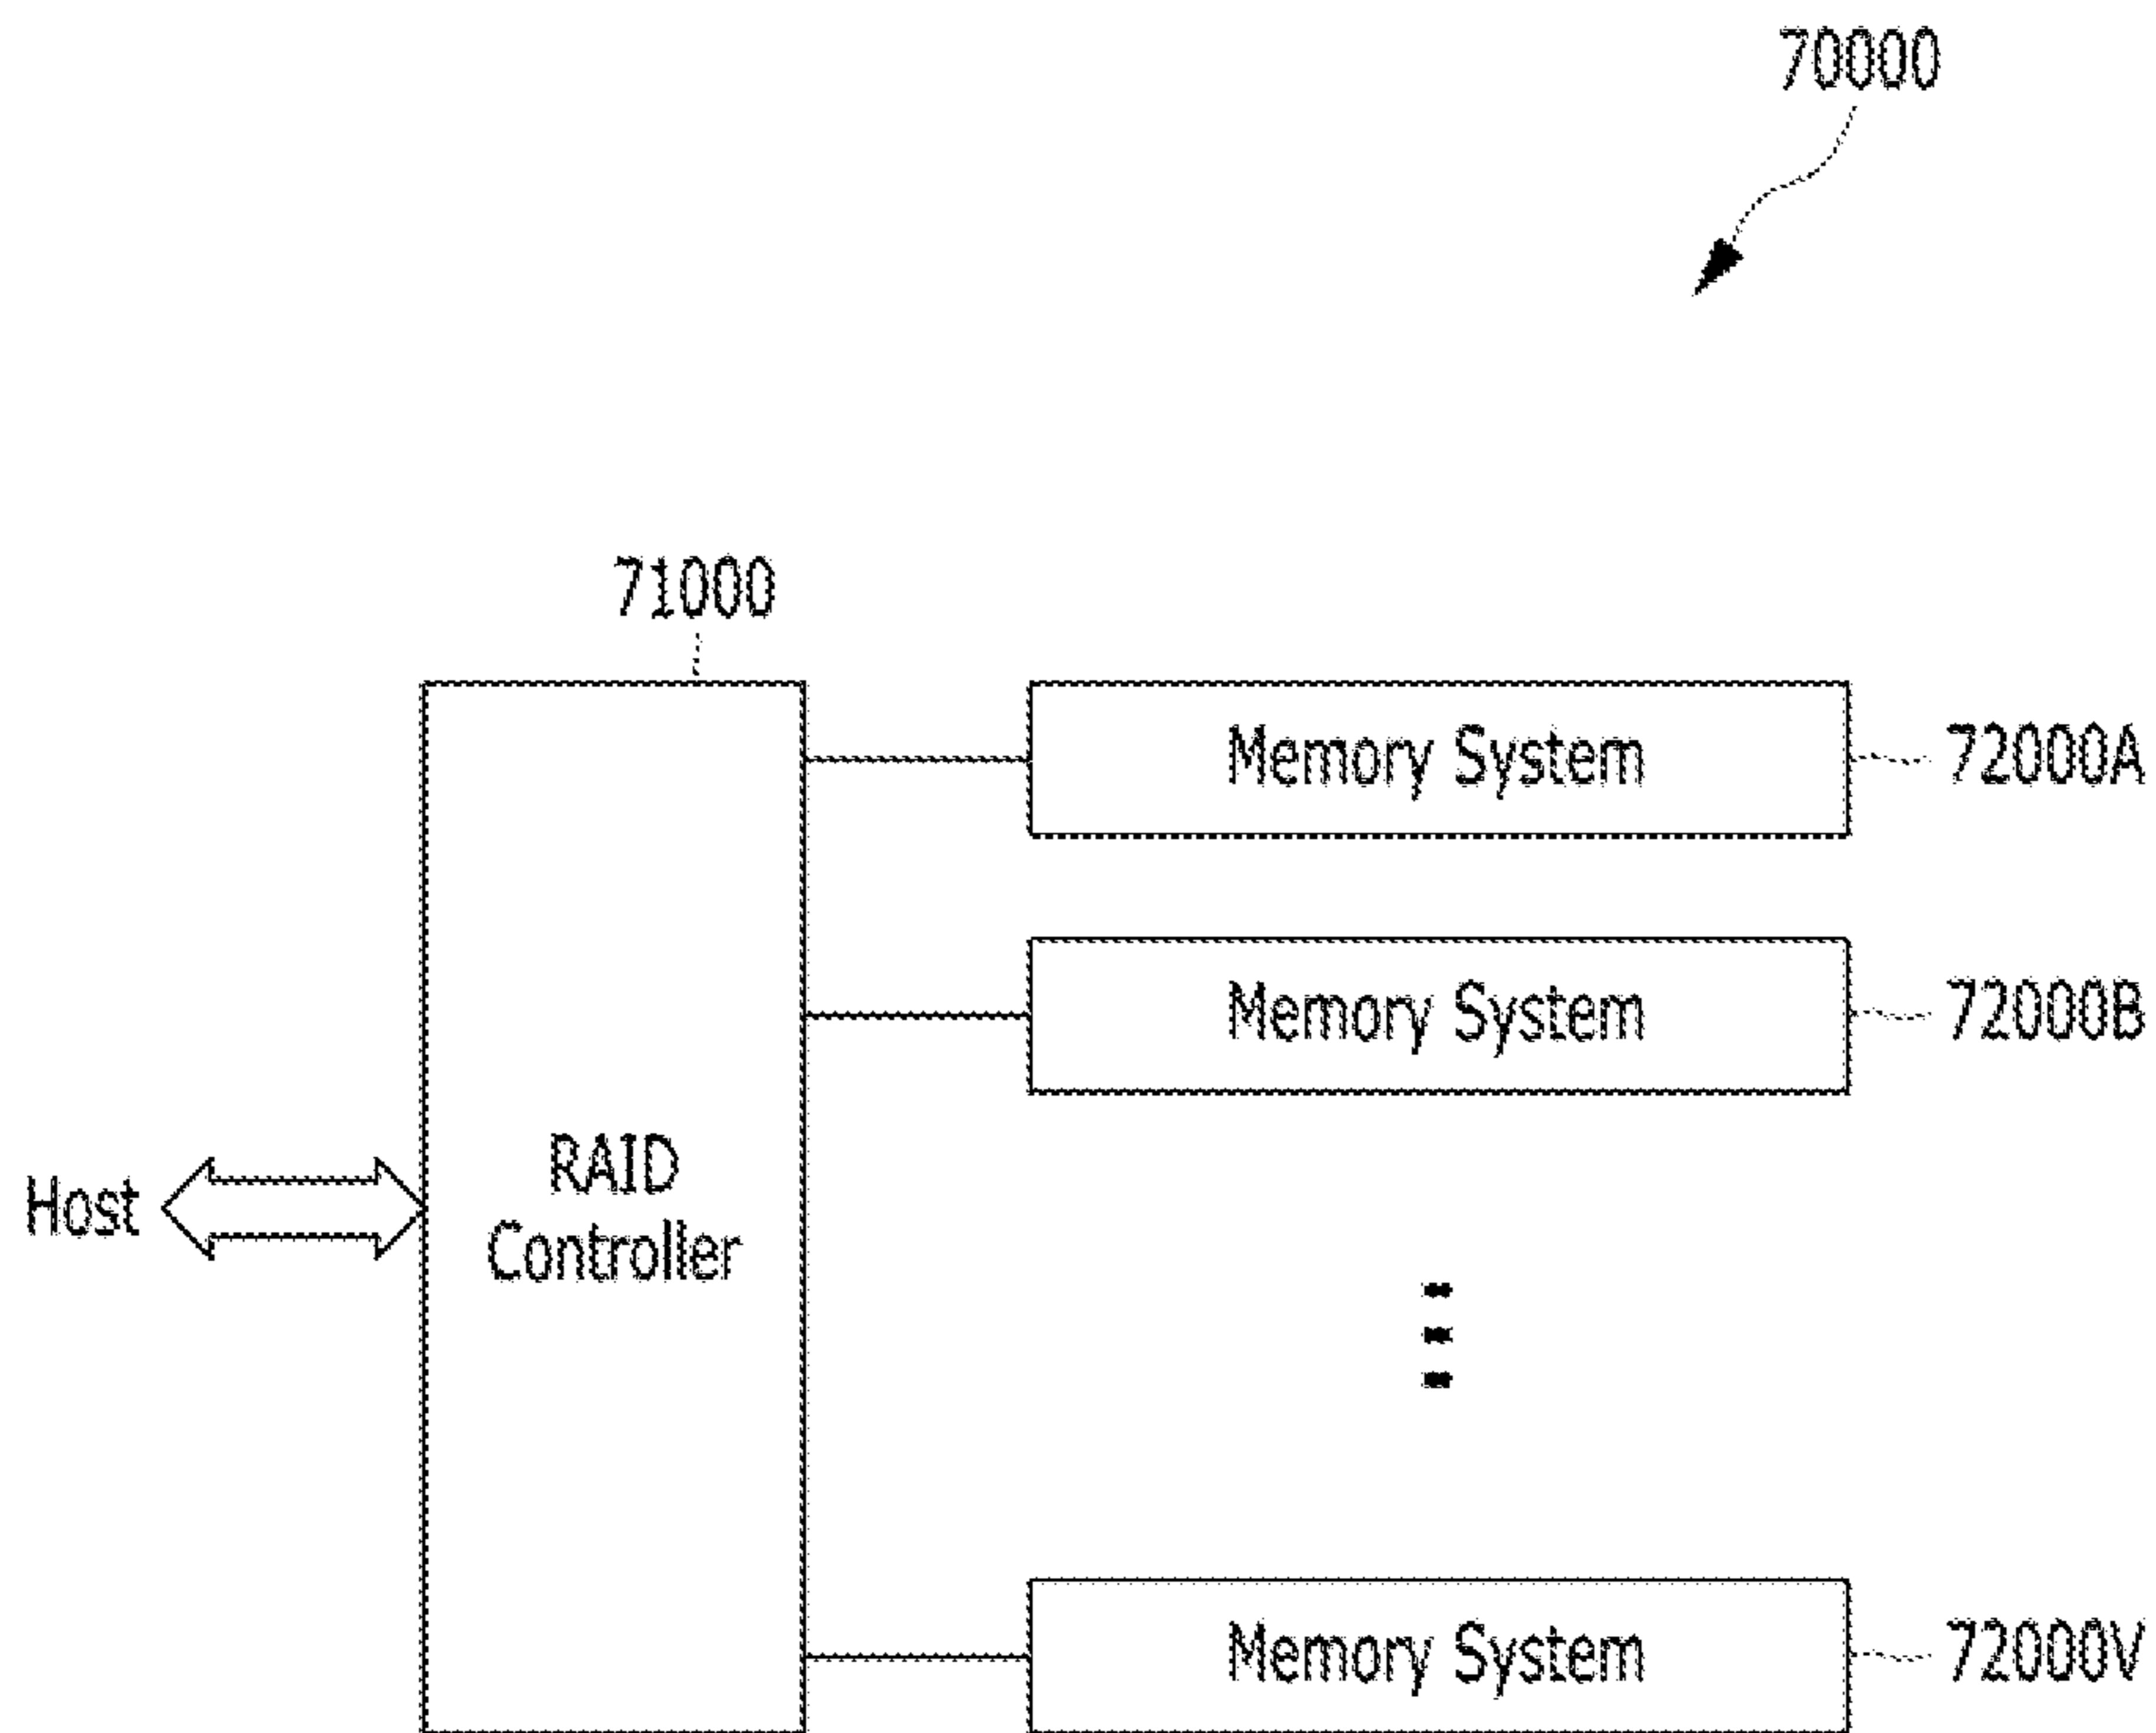 70000
71000
Memory System 72000A
Memory System 72000B
RAID
Host
Controller
Memory System 72000V